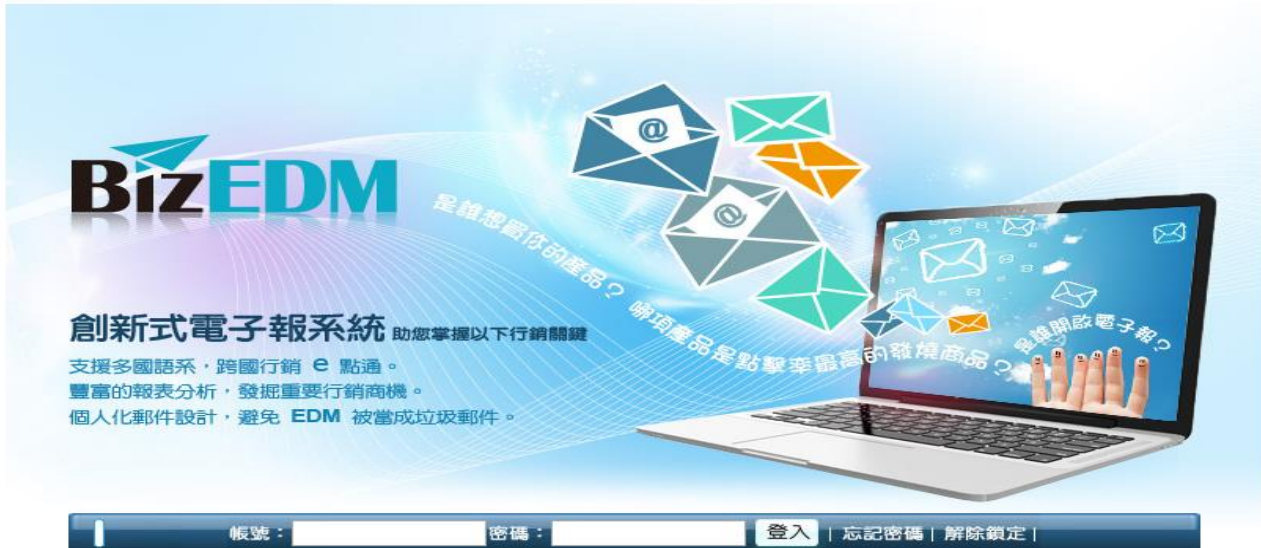 BizEDM
是誰想買你的產品？ 哪項產品是點擊率最高的發燒商品？ 是誰開啟電子報？
創新式電子報系統 助您掌握以下行銷關鍵
支援多國語系，跨國行銷 e 點通。
豐富的報表分析，發掘重要行銷商機。
個人化郵件設計，避免 EDM 被當成垃圾郵件。
帳號： 密碼： 登入 | 忘記密碼 | 解除鎖定 |